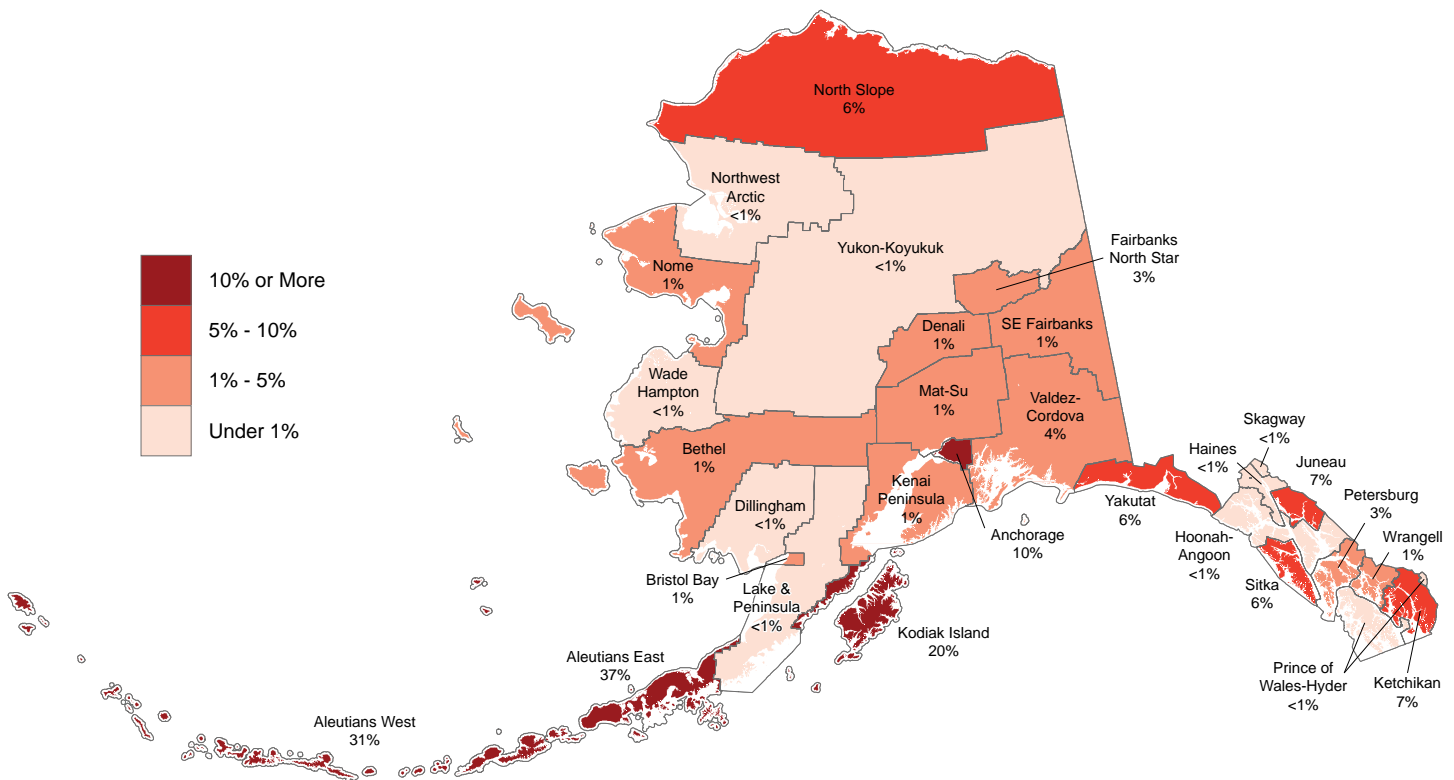 10% or More
5% - 10%
1% - 5%
Under 1%
North Slope
6%
Northwest
Arctic
<1%
Yukon-Koyukuk
<1%
Fairbanks
North Star
3%
Nome
1%
Denali
1%
SE Fairbanks
1%
Wade
Hampton
<1%
Mat-Su
1%
Valdez-
Cordova
4%
Bethel
1%
Dillingham
<1%
Kenai
Peninsula
1%
Anchorage
10%
Yakutat
6%
Skagway
<1%
Haines
<1%
Juneau
7%
Petersburg
3%
Wrangell
1%
Hoonah-
Angoon
<1%
Sitka
6%
Bristol Bay
1%
Lake &
Peninsula
<1%
Kodiak Island
20%
Aleutians East
37%
Aleutians West
31%
Prince of
Wales-Hyder
<1%
Ketchikan
7%